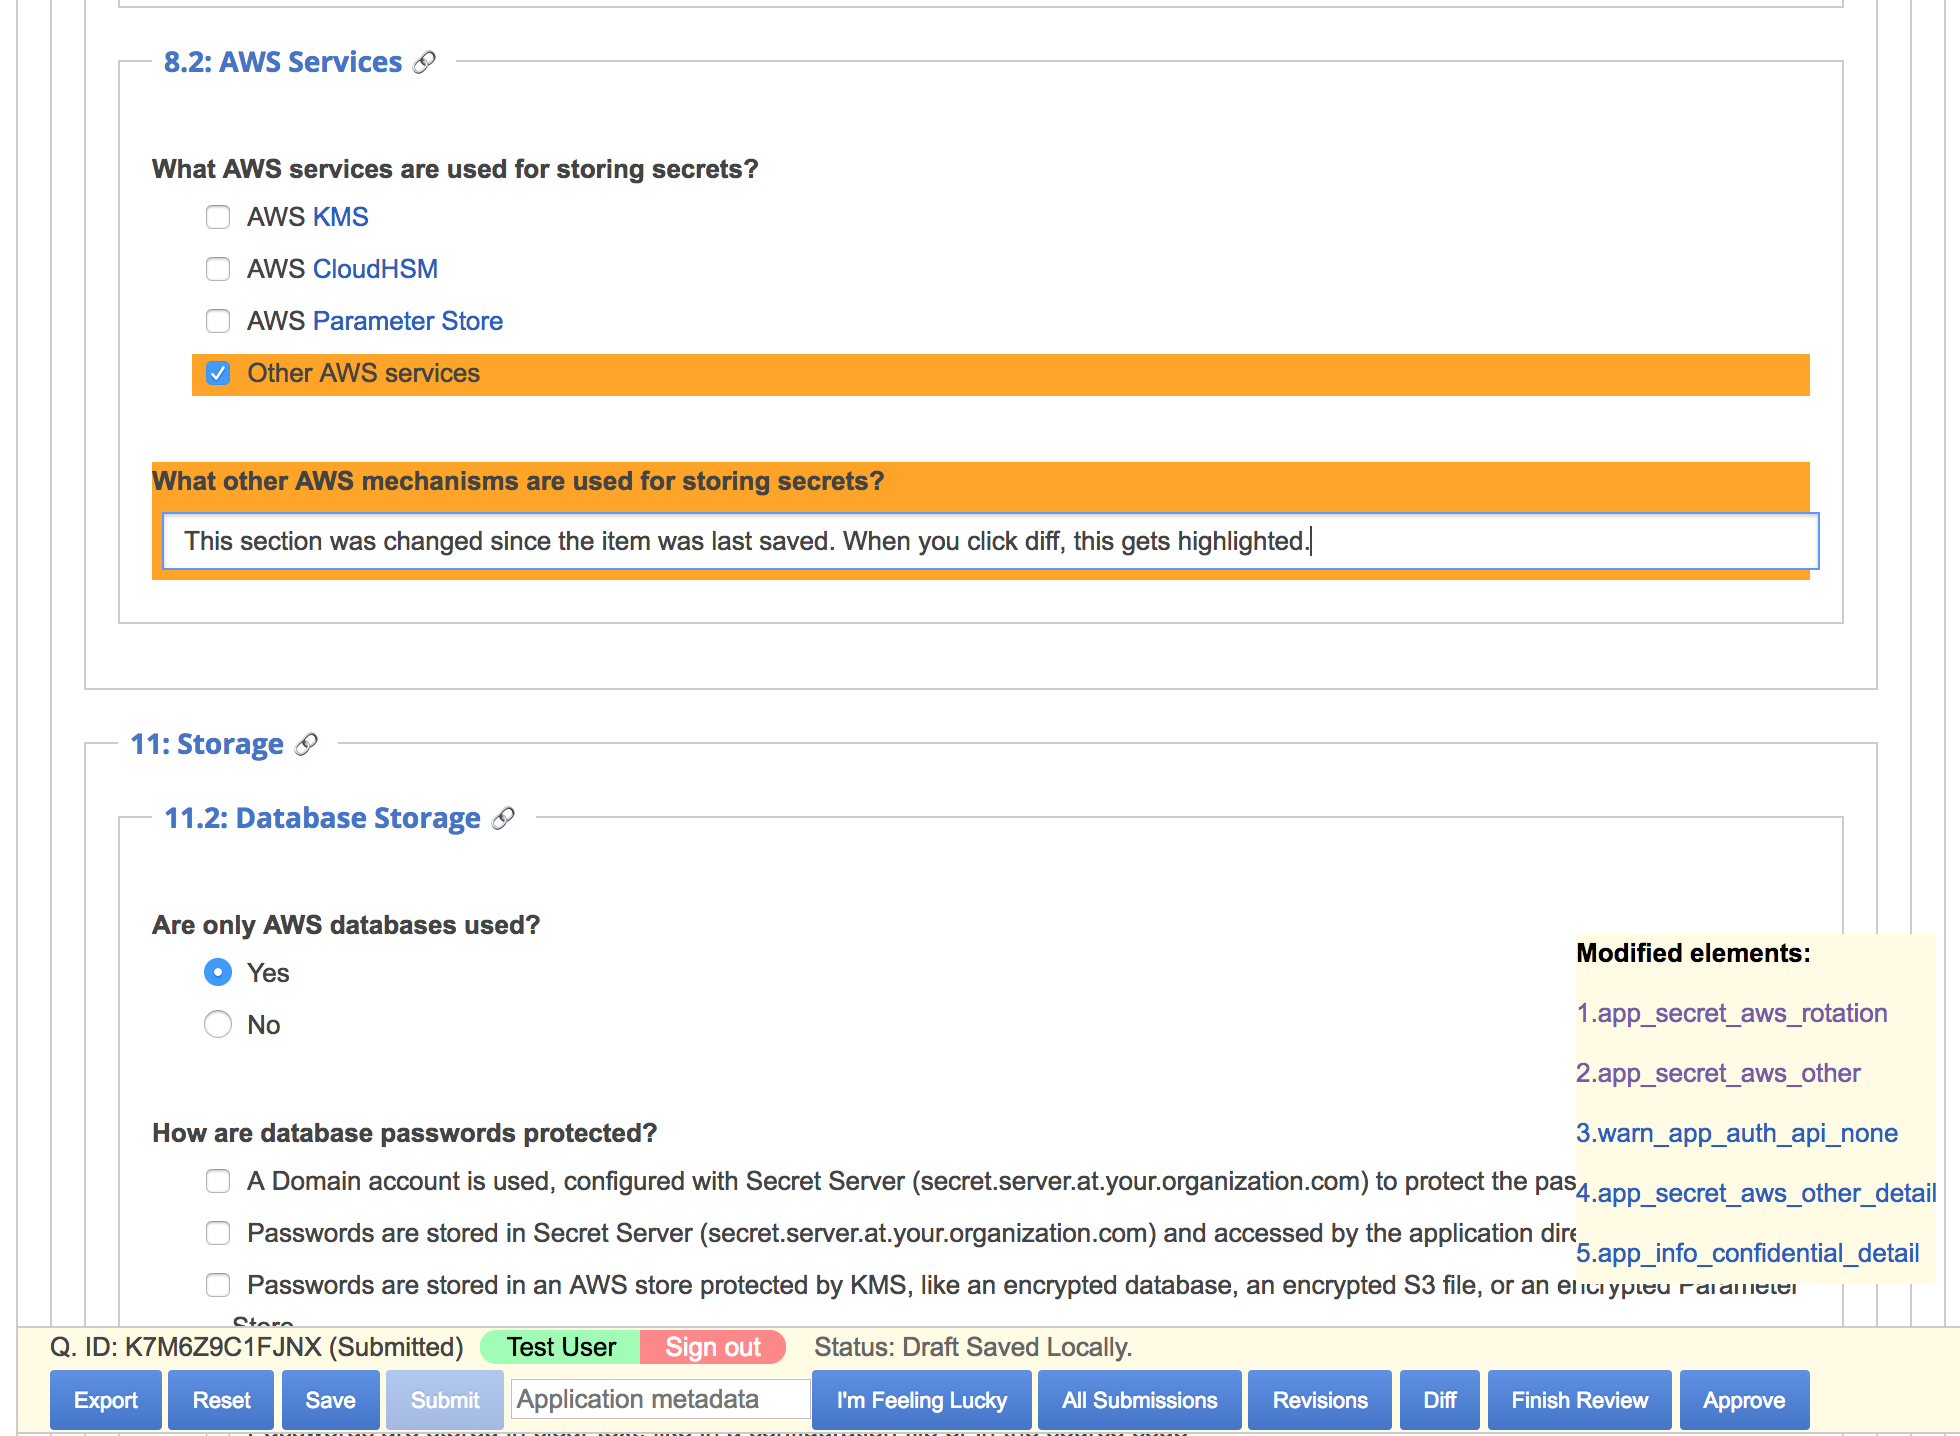 8.2: AWS Services
What AWS services are used for storing secrets?
AWS KMS
AWS CloudHSM
AWS Parameter Store
Other AWS services
What other AWS mechanisms are used for storing secrets?
This section was changed since the item was last saved. When you click diff, this gets highlighted.
11: Storage
11.2: Database Storage
Are only AWS databases used?
Yes
No
How are database passwords protected?
A Domain account is used, configured with Secret Server (secret.server.at.your.organization.com) to protect the pas
Passwords are stored in Secret Server (secret.server.at.your.organization.com) and accessed by the application dire
Passwords are stored in an AWS store protected by KMS, like an encrypted database, an encrypted S3 file, or an encrypted Parameter
Store
Modified elements:
1.app_secret_aws_rotation
2.app_secret_aws_other
3.warn_app_auth_api_none
4.app_secret_aws_other_detail
5.app_info_confidential_detail
Q. ID: K7M6Z9C1FJNX (Submitted) Test User Sign out Status: Draft Saved Locally.
Export Reset Save Submit Application metadata I'm Feeling Lucky All Submissions Revisions Diff Finish Review Approve